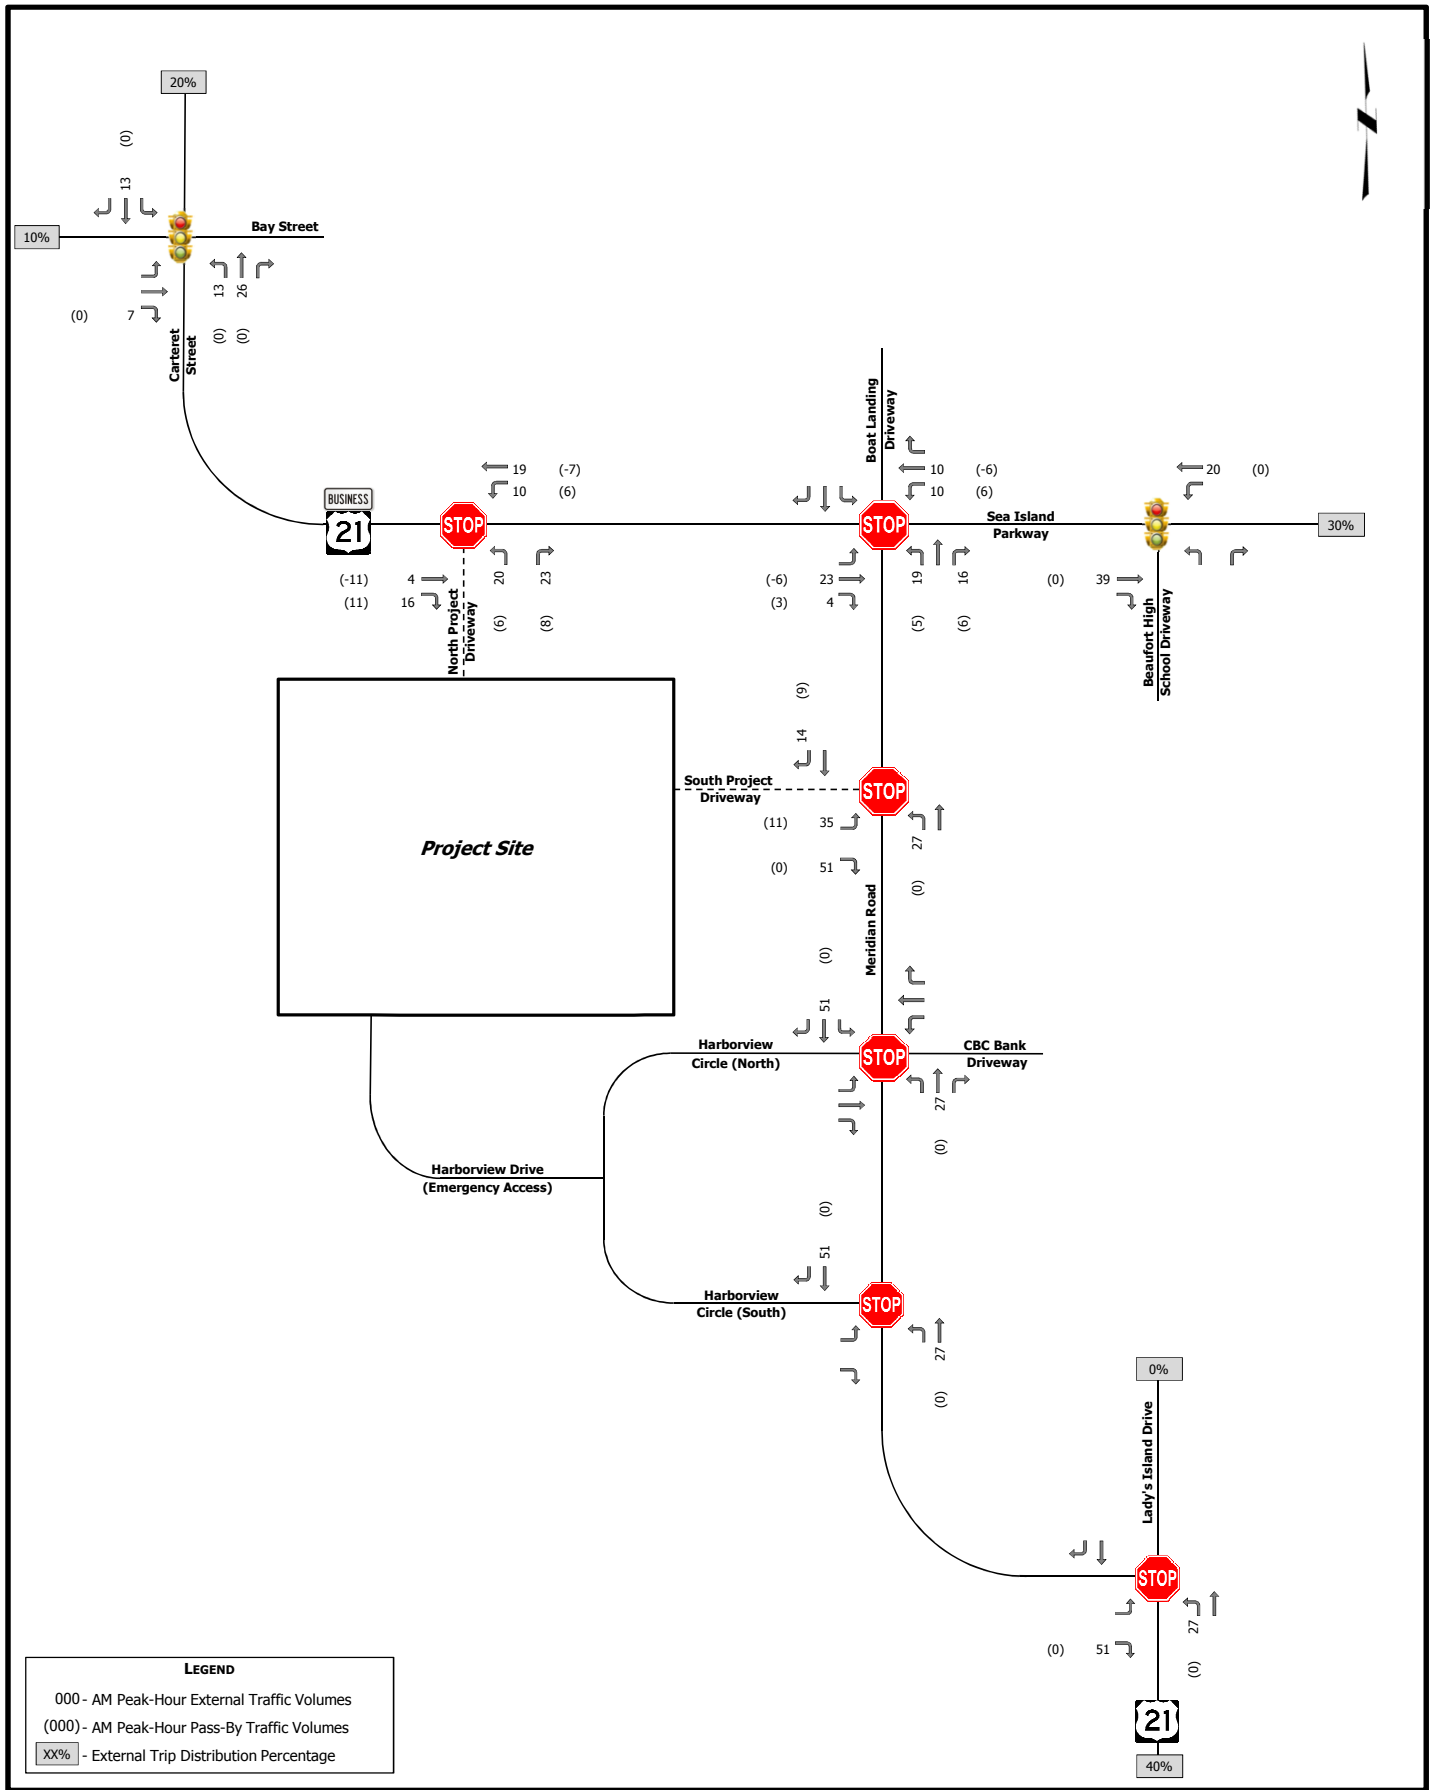 20%
(0)
13
10%
Bay Street
(0) 7
13 26
(0) (0)
Carteret
Street
Boat Landing
Driveway
19 (-7)
10 (6)
10 (-6)
10 (6)
20 (0)
BUSINESS
21
STOP
STOP
Sea Island
Parkway
30%
(-11) 4
(11) 16
20 23
(6) (8)
North Project
Driveway
(-6) 23
(3) 4
19 16
(5) (6)
(0) 39
Beaufort High
School Driveway
(9)
14
South Project
Driveway
STOP
Project Site
(11) 35
(0) 51
27
(0)
Meridian Road
(0)
51
Harborview
Circle (North)
STOP
CBC Bank
Driveway
27
(0)
Harborview Drive
(Emergency Access)
(0)
51
Harborview
Circle (South)
STOP
27
(0)
0%
Lady's Island Drive
STOP
(0) 51
27
(0)
21
40%
LEGEND
000 - AM Peak-Hour External Traffic Volumes
(000) - AM Peak-Hour Pass-By Traffic Volumes
XX% - External Trip Distribution Percentage